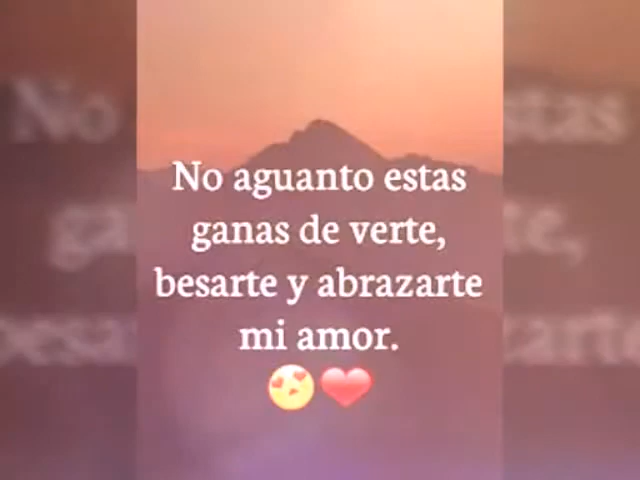 No aguanto estas
ganas de verte,
besarte y abrazarte
mi amor.
😍❤️